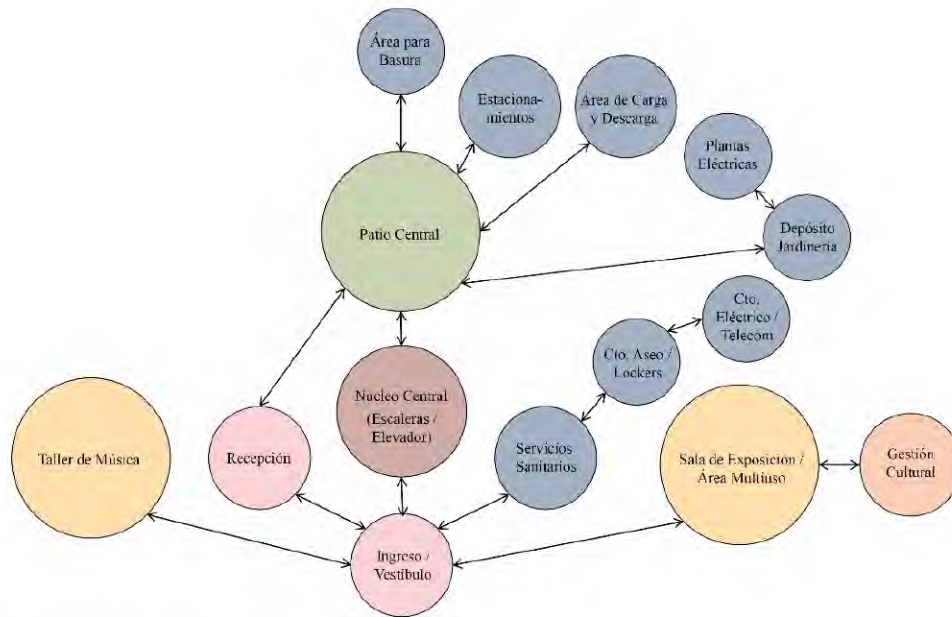 Área para
Basura
Estaciona-
mientos
Área de Carga
y Descarga
Plantas
Eléctricas
Patio Central
Depósito
Jardinería
Cto.
Eléctrico /
Telecom
Cto. Aseo /
Lockers
Núcleo Central
(Escaleras /
Elevador)
Taller de Música
Recepción
Servicios
Sanitarios
Sala de Exposición /
Área Multiuso
Gestión
Cultural
Ingreso /
Vestíbulo